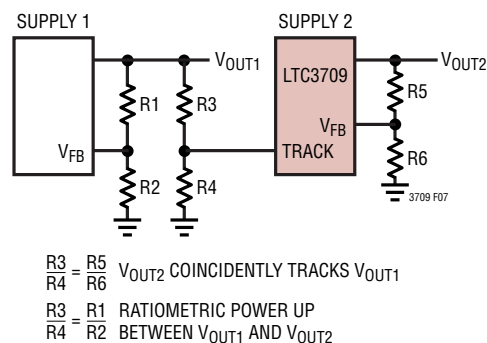 SUPPLY 1
SUPPLY 2
VOUT1
VOUT2
LTC3709
R1
R3
R5
VFB
VFB
TRACK
R2
R4
R6
3709 F07
R3/R4 = R5/R6 VOUT2 COINCIDENTLY TRACKS VOUT1
R3/R4 = R1/R2 RATIOMETRIC POWER UP
BETWEEN VOUT1 AND VOUT2